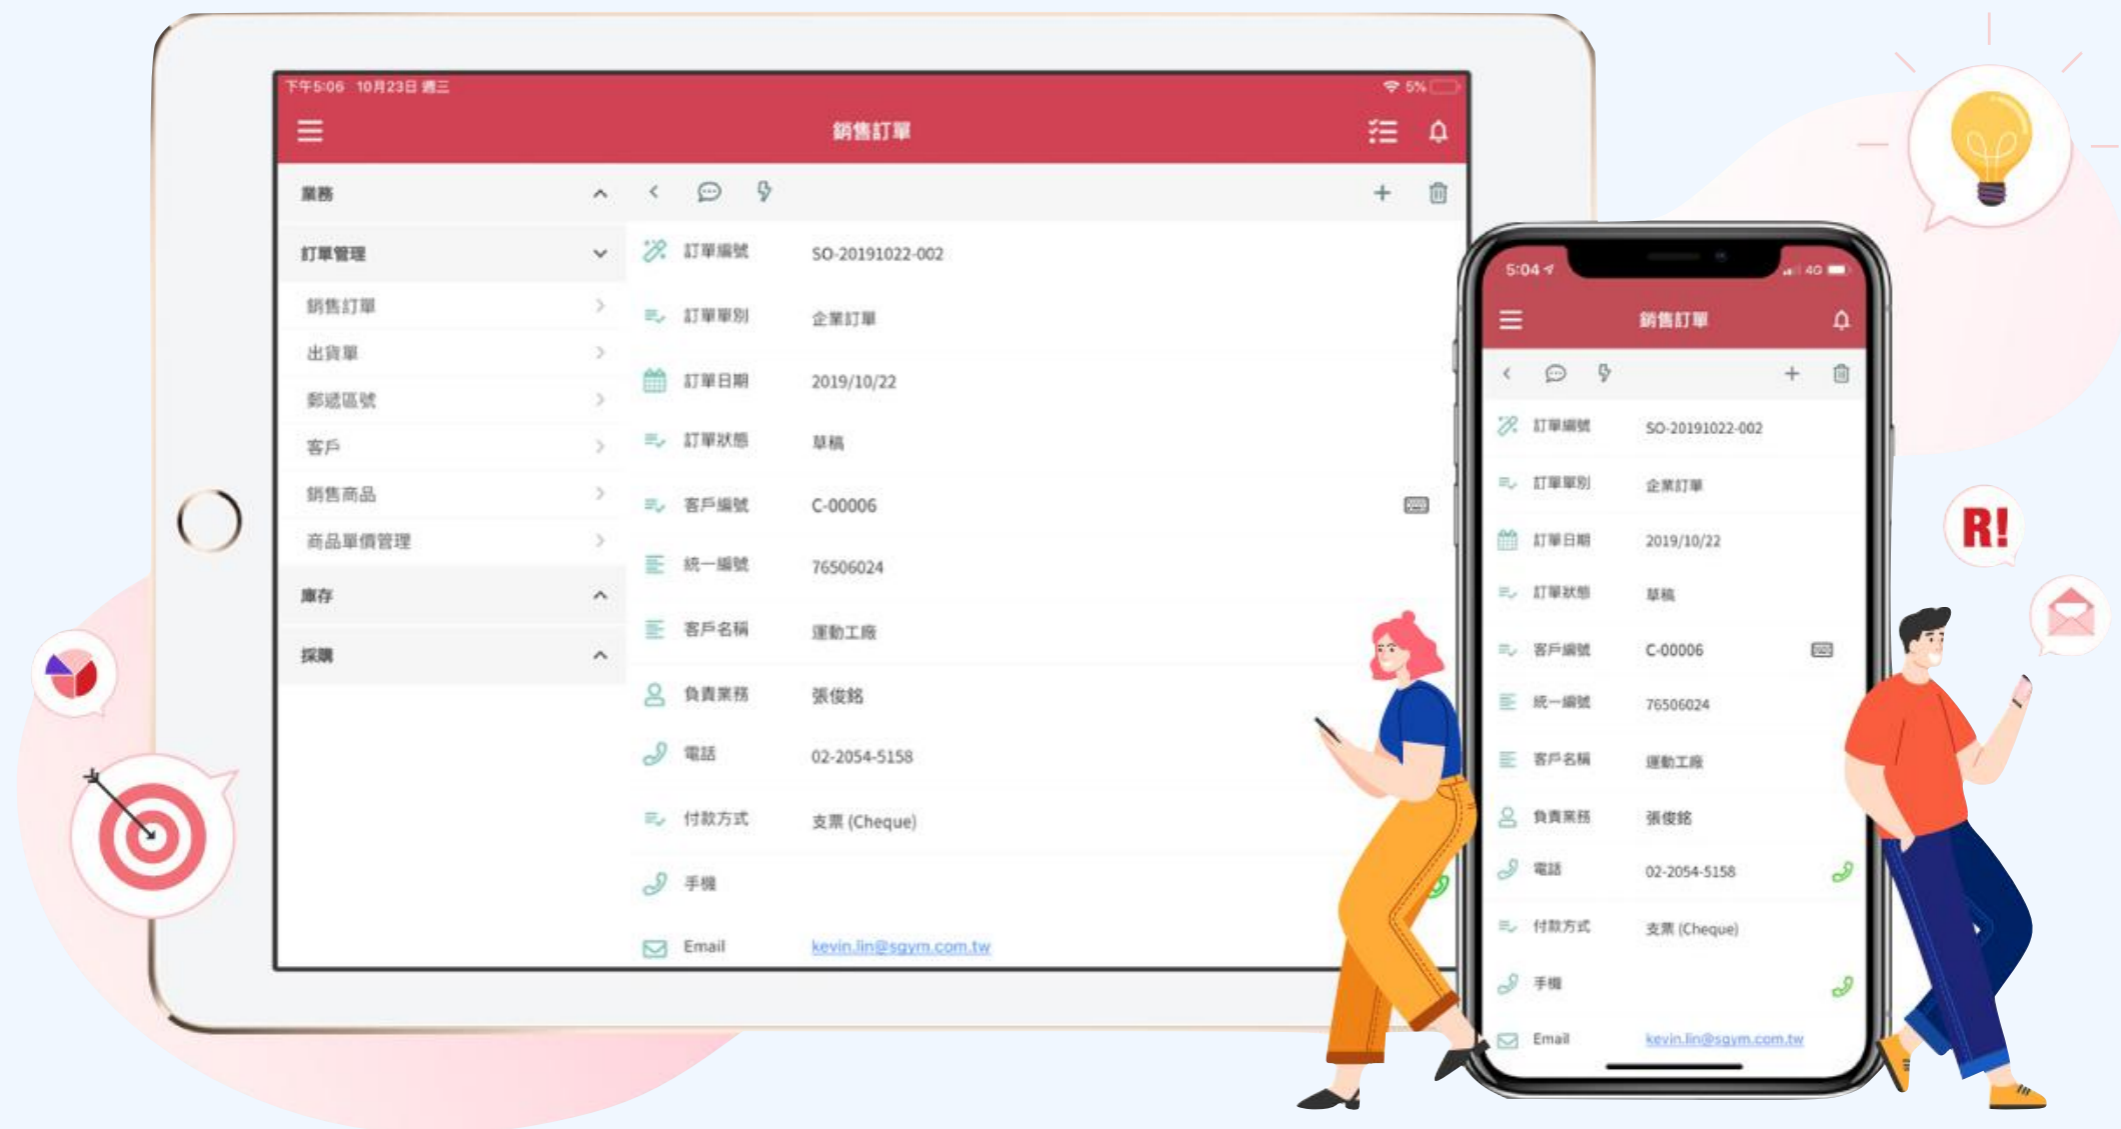 下午5:06 10月23日 週三
5%
銷售訂單
業務
訂單管理
銷售訂單
出貨單
郵遞區號
客戶
銷售商品
商品單價管理
庫存
採購
訂單編號 SO-20191022-002
訂單單別 企業訂單
訂單日期 2019/10/22
訂單狀態 草稿
客戶編號 C-00006
統一編號 76506024
客戶名稱 運動工廠
負責業務 張俊銘
電話 02-2054-5158
付款方式 支票 (Cheque)
手機
Email kevin.lin@sgym.com.tw
5:04 4G
銷售訂單
訂單編號 SO-20191022-002
訂單單別 企業訂單
訂單日期 2019/10/22
訂單狀態 草稿
客戶編號 C-00006
統一編號 76506024
客戶名稱 運動工廠
負責業務 張俊銘
電話 02-2054-5158
付款方式 支票 (Cheque)
手機
Email kevin.lin@sgym.com.tw
R!